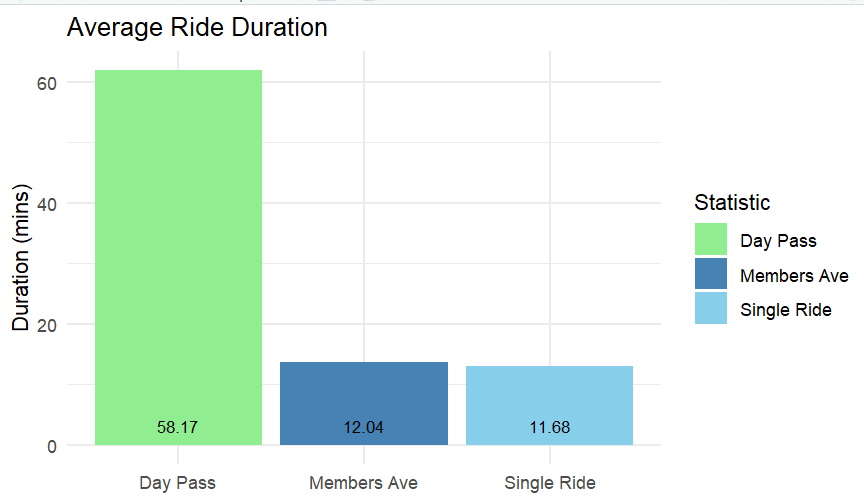 Average Ride Duration
Duration (mins)
60
40
20
0
58.17
12.04
11.68
Day Pass
Members Ave
Single Ride
Statistic
Day Pass
Members Ave
Single Ride